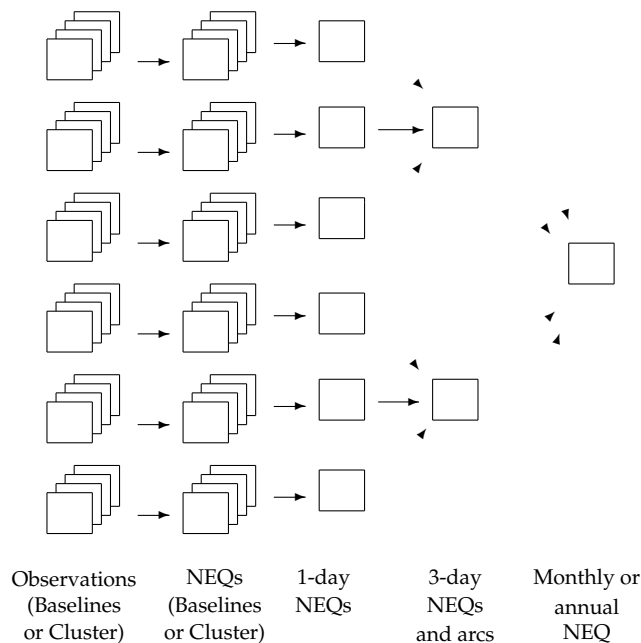 Observations
(Baselines
or Cluster)
NEQs
(Baselines
or Cluster)
1-day
NEQs
3-day
NEQs
and arcs
Monthly or
annual
NEQ